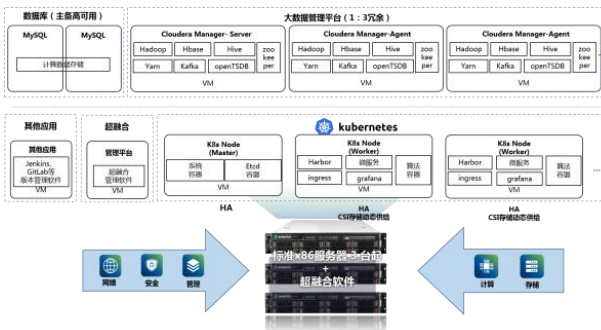 数据库（主备高可用）
MySQL
MySQL
计算数据存储
大数据管理平台（1：3冗余）
Cloudera Manager- Server
Hadoop
Hbase
Hive
zoo
kee
per
Yarn
Kafka
openTSDB
VM
Cloudera Manager-Agent
Hadoop
Hbase
Hive
zoo
kee
per
Yarn
Kafka
openTSDB
VM
Cloudera Manager-Agent
Hadoop
Hbase
Hive
zoo
kee
per
Yarn
Kafka
openTSDB
VM
其他应用
其他应用
Jenkins、
GitLab等
版本管理软件
VM
超融合
管理平台
超融合
管理软件
VM
kubernetes
K8s Node
(Master)
系统
容器
Etcd
容器
VM
K8s Node
(Worker)
Harbor
微服务
算法
容器
ingress
grafana
VM
K8s Node
(Worker)
Harbor
微服务
算法
容器
ingress
grafana
VM
...
HA
HA
CSI存储动态供给
HA
CSI存储动态供给
网络
安全
管理
标准x86服务器 3 台起
+
超融合软件
计算
存储